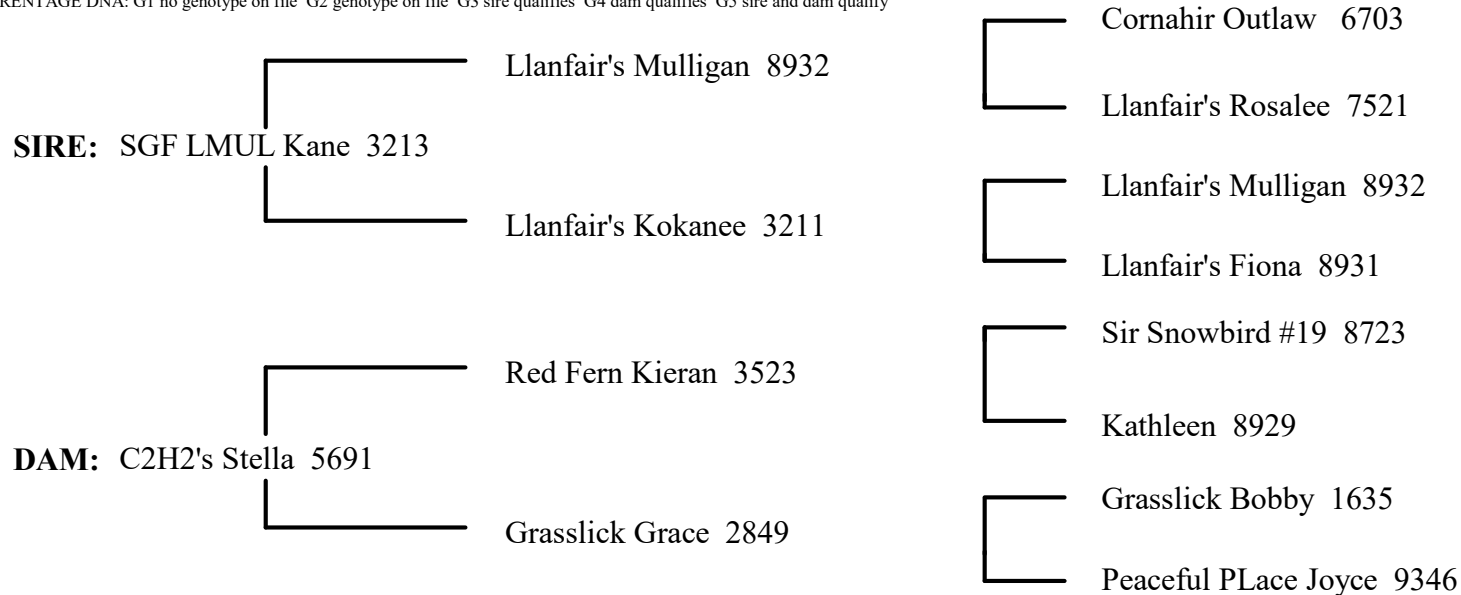 RENTAGE DNA: G1 no genotype on file G2 genotype on file G3 sire qualifies G4 dam qualifies G5 sire and dam qualify
Cornahir Outlaw 6703
Llanfair's Mulligan 8932
Llanfair's Rosalee 7521
SIRE: SGF LMUL Kane 3213
Llanfair's Mulligan 8932
Llanfair's Kokanee 3211
Llanfair's Fiona 8931
Sir Snowbird #19 8723
Red Fern Kieran 3523
Kathleen 8929
DAM: C2H2's Stella 5691
Grasslick Bobby 1635
Grasslick Grace 2849
Peaceful PLace Joyce 9346